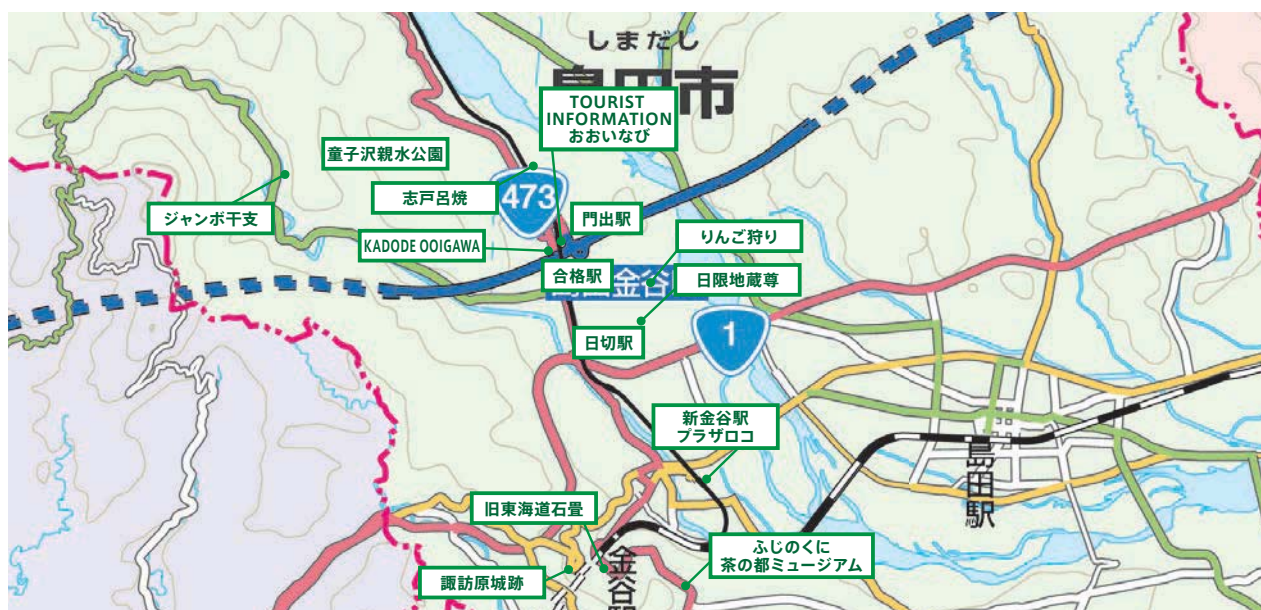 しまだし
島田市
TOURIST
INFORMATION
おおいなび
童子沢親水公園
志戸呂焼
473
ジャンボ干支
門出駅
りんご狩り
KADODE OOIGAWA
合格駅
日限地蔵尊
日切駅
1
新金谷駅
プラザロコ
島田駅
旧東海道石畳
ふじのくに
茶の都ミュージアム
諏訪原城跡
金谷